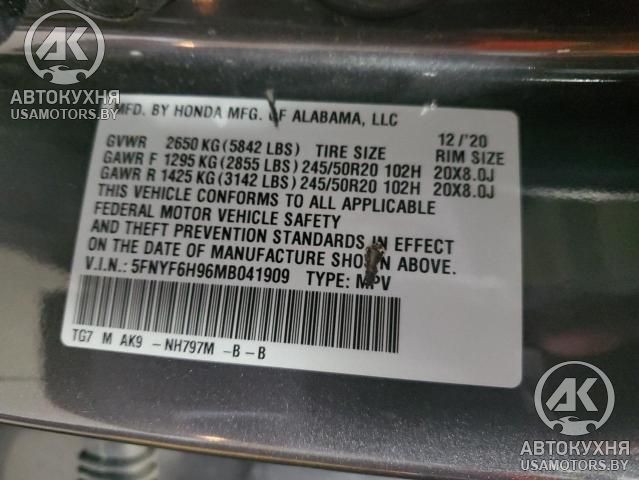 АВТОКУХНЯ
USAMOTORS.BY
MFD. BY HONDA MFG. OF ALABAMA, LLC
GVWR 2650 KG (5842 LBS) TIRE SIZE 12/'20 RIM SIZE
GAWR F 1295 KG (2855 LBS) 245/50R20 102H 20X8.0J
GAWR R 1425 KG (3142 LBS) 245/50R20 102H 20X8.0J
THIS VEHICLE CONFORMS TO ALL APPLICABLE
FEDERAL MOTOR VEHICLE SAFETY
AND THEFT PREVENTION STANDARDS IN EFFECT
ON THE DATE OF MANUFACTURE SHOWN ABOVE.
V.I.N.: 5FNYF6H96MB041909 TYPE: MPV
TG7 M AK9 -NH797M -B-B
АВТОКУХНЯ
USAMOTORS.BY